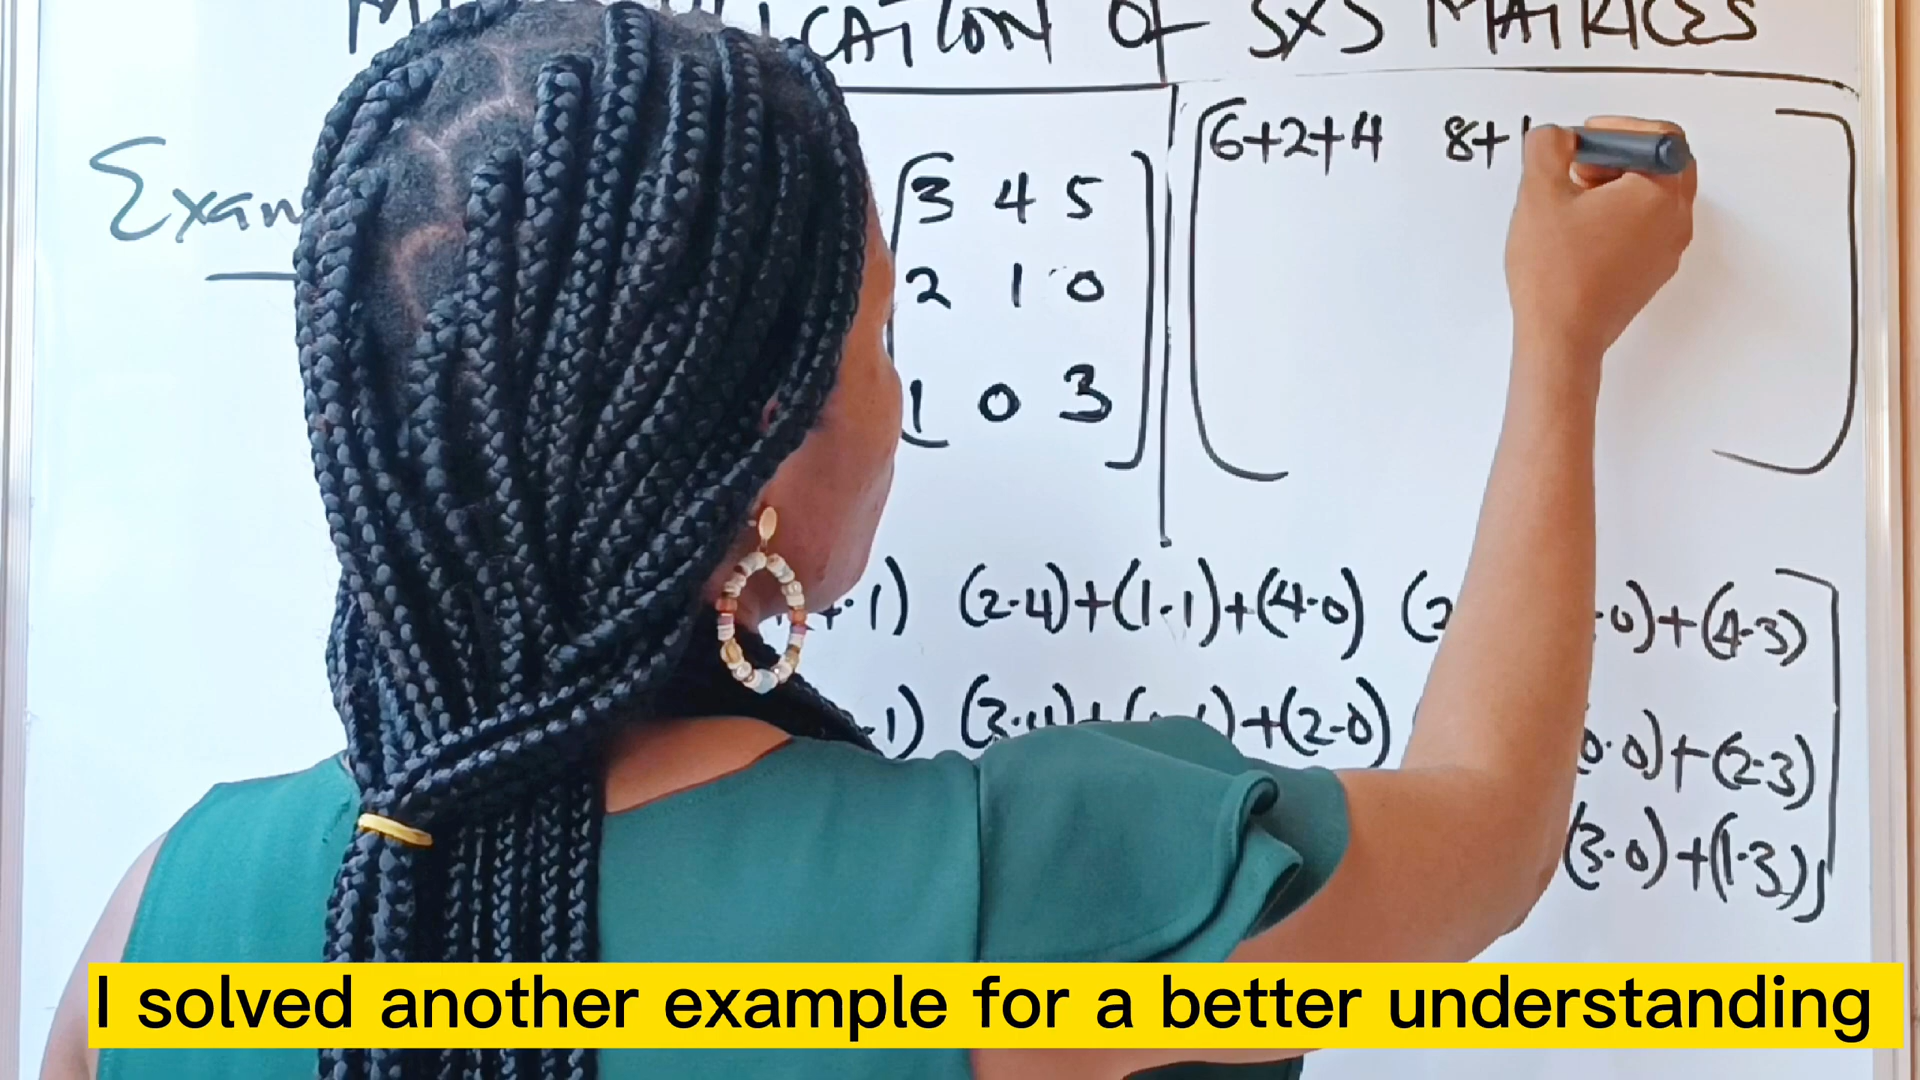 OF 3X3 MATRICES
6+2+4 8+
3 4 5
2 1 0
1 0 3
1) (2·4)+(1·1)+(4·0) (2 ·0)+(4·3)
1) (3·4)+ )+(2·0) 0·0)+(2·3)
(3·0)+(1·3)
I solved another example for a better understanding